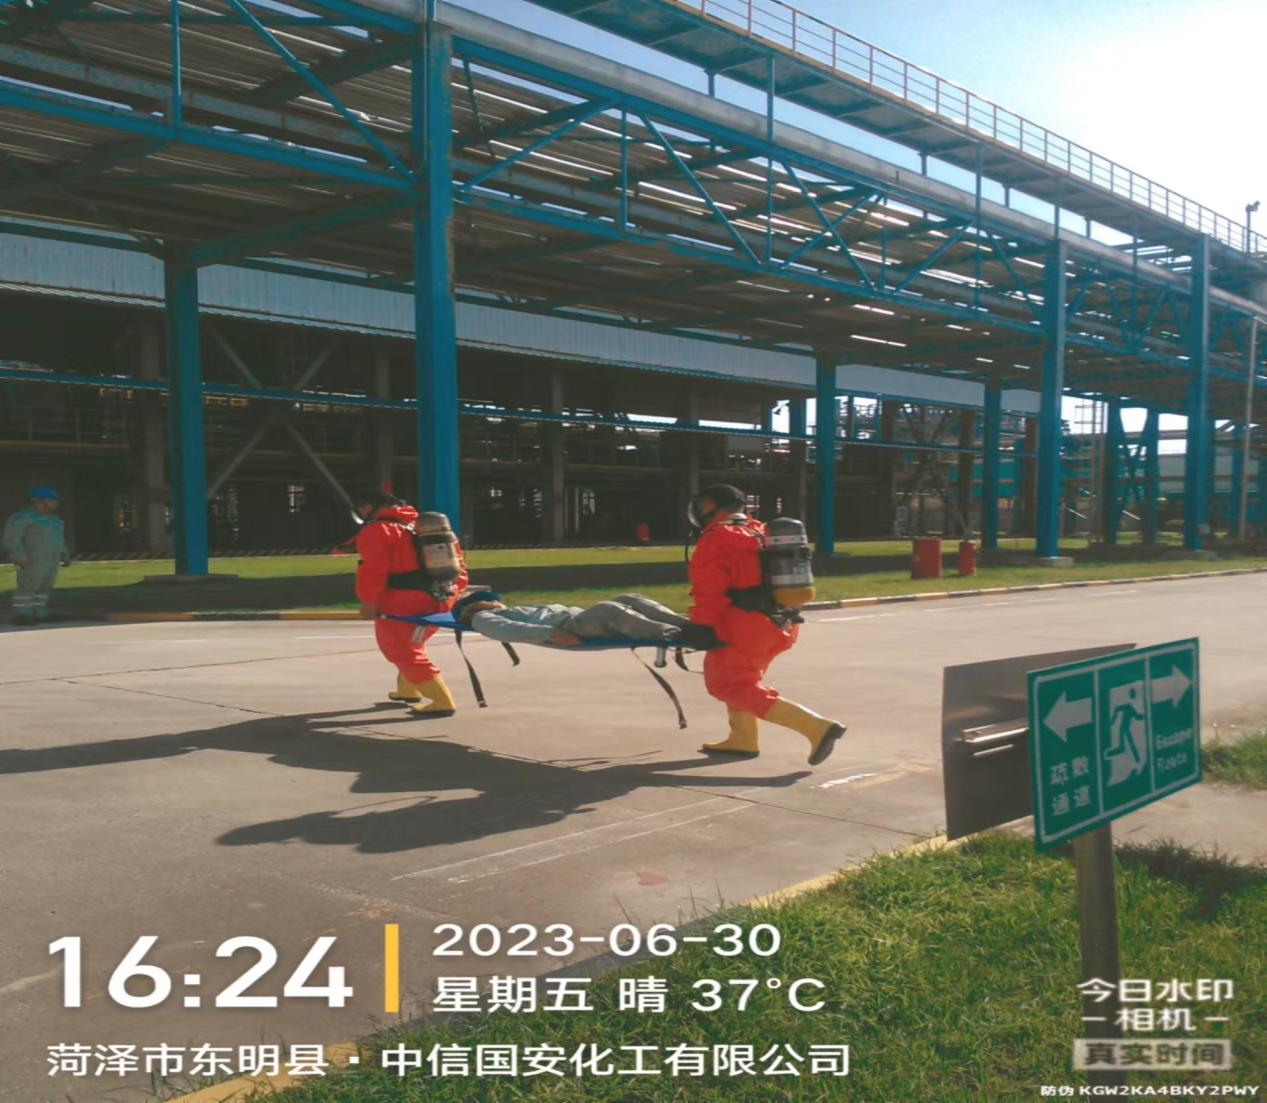 疏散
通道
Escape
Route
16:24
2023-06-30
星期五 晴 37°C
菏泽市东明县·中信国安化工有限公司
今日水印
-相机-
真实时间
防伪 KGW2KA4BKY2PWY